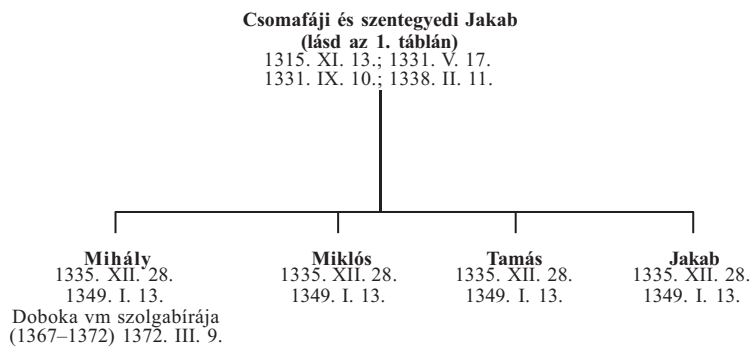 Csomafáji és szentegyedi Jakab
(lásd az 1. táblán)
1315. XI. 13.; 1331. V. 17.
1331. IX. 10.; 1338. II. 11.
Mihály
1335. XII. 28.
1349. I. 13.
Doboka vm szolgabírája
(1367–1372) 1372. III. 9.
Miklós
1335. XII. 28.
1349. I. 13.
Tamás
1335. XII. 28.
1349. I. 13.
Jakab
1335. XII. 28.
1349. I. 13.